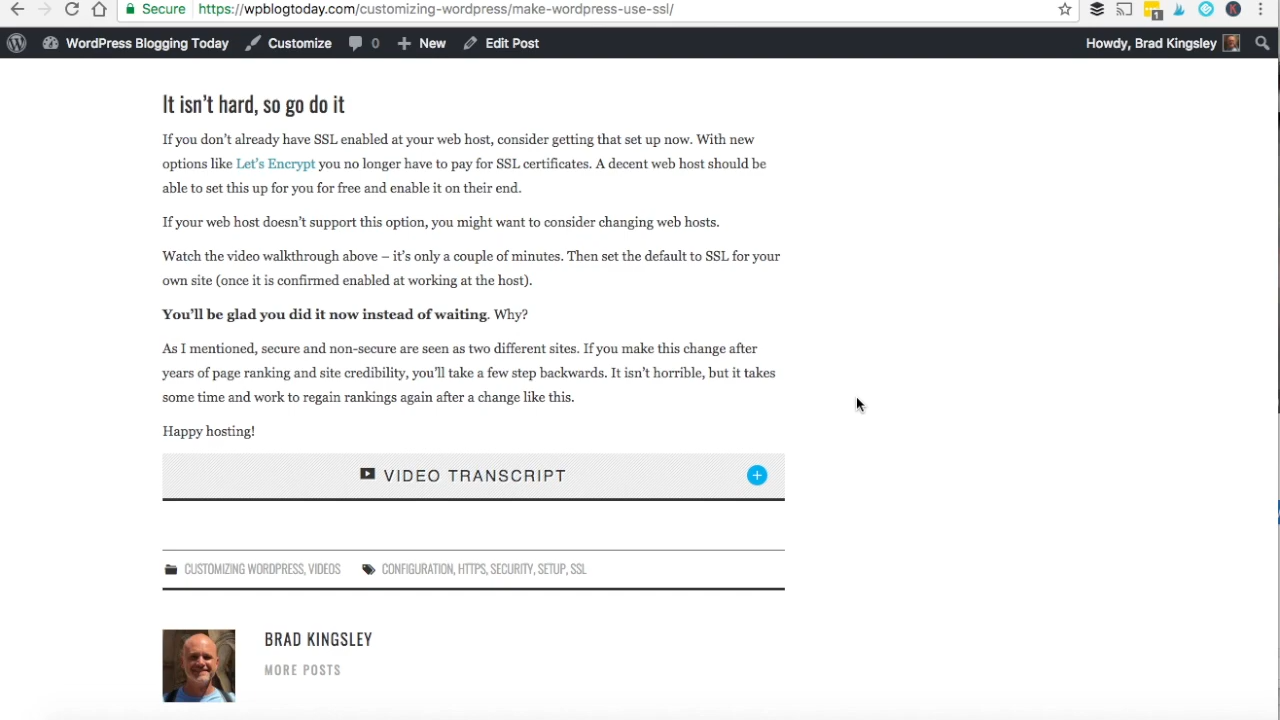 Secure https://wpblogtoday.com/customizing-wordpress/make-wordpress-use-ssl/
1
K
WordPress Blogging Today Customize 0 New Edit Post Howdy, Brad Kingsley
It isn't hard, so go do it
If you don't already have SSL enabled at your web host, consider getting that set up now. With new
options like Let's Encrypt you no longer have to pay for SSL certificates. A decent web host should be
able to set this up for you for free and enable it on their end.
If your web host doesn't support this option, you might want to consider changing web hosts.
Watch the video walkthrough above – it's only a couple of minutes. Then set the default to SSL for your
own site (once it is confirmed enabled at working at the host).
You'll be glad you did it now instead of waiting. Why?
As I mentioned, secure and non-secure are seen as two different sites. If you make this change after
years of page ranking and site credibility, you'll take a few step backwards. It isn't horrible, but it takes
some time and work to regain rankings again after a change like this.
Happy hosting!
VIDEO TRANSCRIPT
CUSTOMIZING WORDPRESS, VIDEOS CONFIGURATION, HTTPS, SECURITY, SETUP, SSL
BRAD KINGSLEY
MORE POSTS